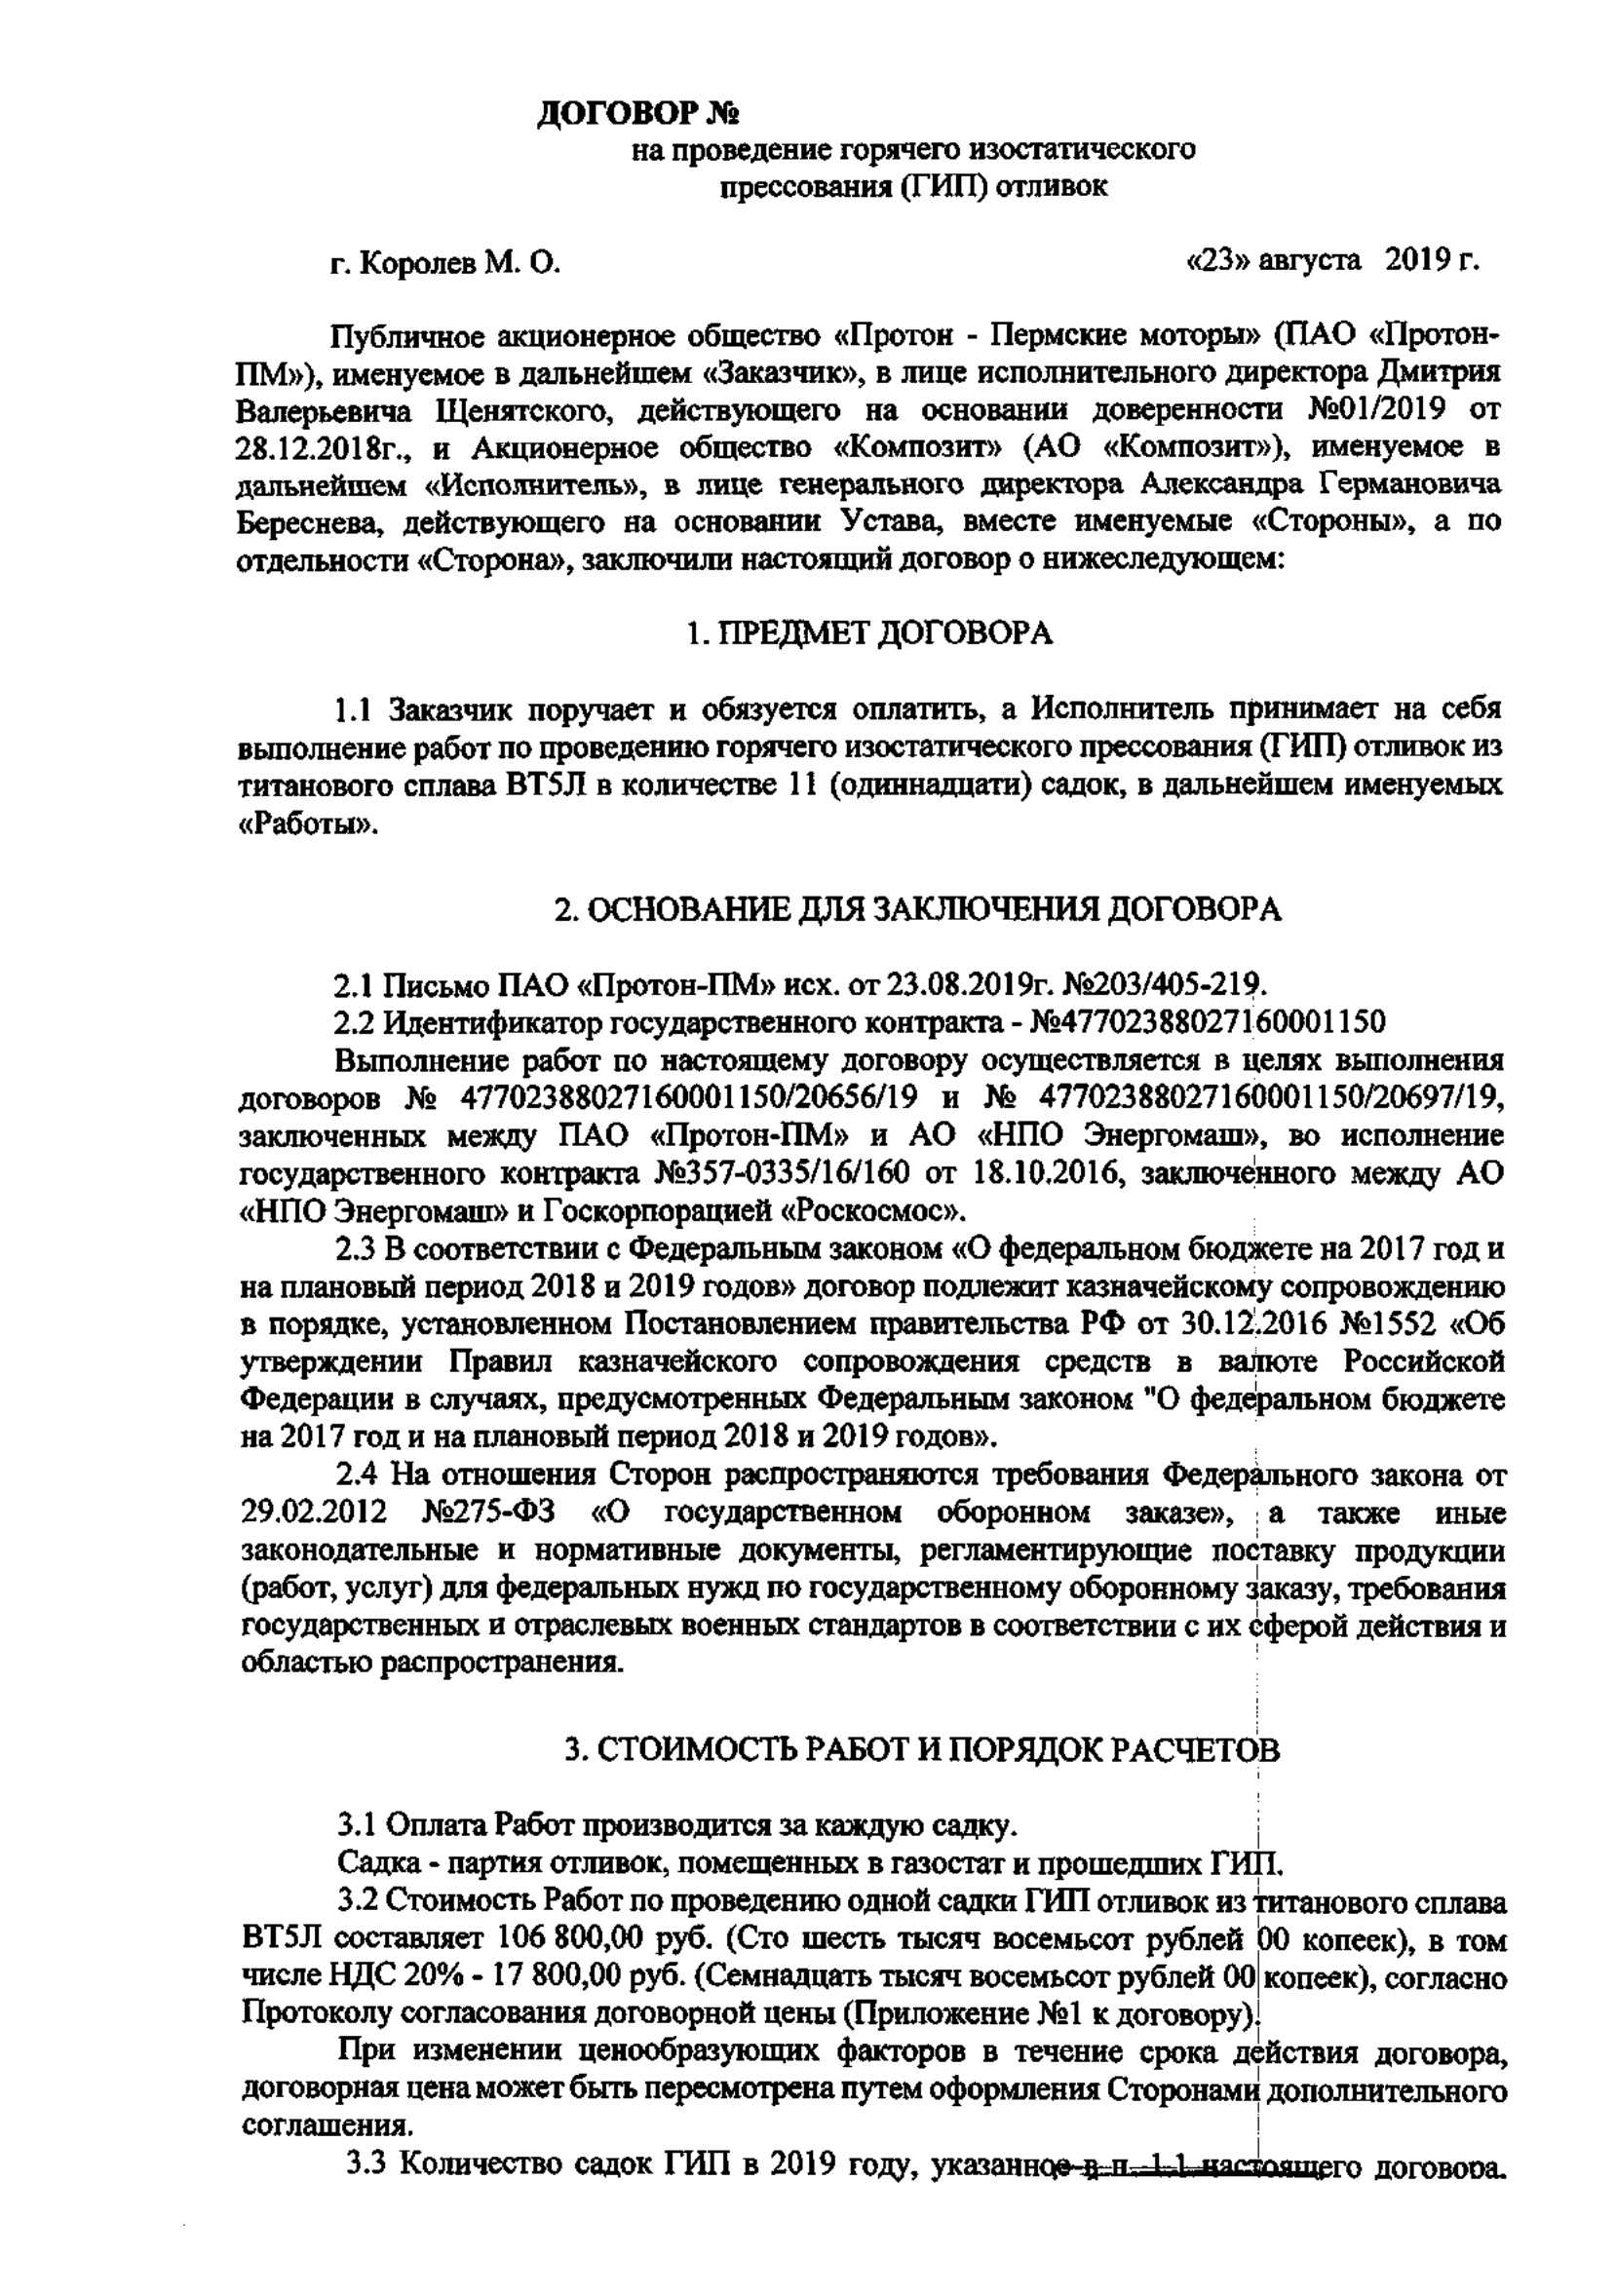 ДОГОВОР №
на проведение горячего изостатического
прессования (ГИП) отливок
г. Королев М. О. «23» августа 2019 г.
Публичное акционерное общество «Протон - Пермские моторы» (ПАО «Протон-
ПМ»), именуемое в дальнейшем «Заказчик», в лице исполнительного директора Дмитрия
Валерьевича Щенятского, действующего на основании доверенности №01/2019 от
28.12.2018г., и Акционерное общество «Композит» (АО «Композит»), именуемое в
дальнейшем «Исполнитель», в лице генерального директора Александра Германовича
Береснева, действующего на основании Устава, вместе именуемые «Стороны», а по
отдельности «Сторона», заключили настоящий договор о нижеследующем:
1. ПРЕДМЕТ ДОГОВОРА
1.1 Заказчик поручает и обязуется оплатить, а Исполнитель принимает на себя
выполнение работ по проведению горячего изостатического прессования (ГИП) отливок из
титанового сплава ВТ5Л в количестве 11 (одиннадцати) садок, в дальнейшем именуемых
«Работы».
2. ОСНОВАНИЕ ДЛЯ ЗАКЛЮЧЕНИЯ ДОГОВОРА
2.1 Письмо ПАО «Протон-ПМ» исх. от 23.08.2019г. №203/405-219.
2.2 Идентификатор государственного контракта - №47702388027160001150
Выполнение работ по настоящему договору осуществляется в целях выполнения
договоров № 47702388027160001150/20656/19 и № 47702388027160001150/20697/19,
заключенных между ПАО «Протон-ПМ» и АО «НПО Энергомаш», во исполнение
государственного контракта №357-0335/16/160 от 18.10.2016, заключенного между АО
«НПО Энергомаш» и Госкорпорацией «Роскосмос».
2.3 В соответствии с Федеральным законом «О федеральном бюджете на 2017 год и
на плановый период 2018 и 2019 годов» договор подлежит казначейскому сопровождению
в порядке, установленном Постановлением правительства РФ от 30.12.2016 №1552 «Об
утверждении Правил казначейского сопровождения средств в валюте Российской
Федерации в случаях, предусмотренных Федеральным законом "О федеральном бюджете
на 2017 год и на плановый период 2018 и 2019 годов».
2.4 На отношения Сторон распространяются требования Федерального закона от
29.02.2012 №275-ФЗ «О государственном оборонном заказе», а также иные
законодательные и нормативные документы, регламентирующие поставку продукции
(работ, услуг) для федеральных нужд по государственному оборонному заказу, требования
государственных и отраслевых военных стандартов в соответствии с их сферой действия и
областью распространения.
3. СТОИМОСТЬ РАБОТ И ПОРЯДОК РАСЧЕТОВ
3.1 Оплата Работ производится за каждую садку.
Садка - партия отливок, помещенных в газостат и прошедших ГИП.
3.2 Стоимость Работ по проведению одной садки ГИП отливок из титанового сплава
ВТ5Л составляет 106 800,00 руб. (Сто шесть тысяч восемьсот рублей 00 копеек), в том
числе НДС 20% - 17 800,00 руб. (Семнадцать тысяч восемьсот рублей 00 копеек), согласно
Протоколу согласования договорной цены (Приложение №1 к договору).
При изменении ценообразующих факторов в течение срока действия договора,
договорная цена может быть пересмотрена путем оформления Сторонами дополнительного
соглашения.
3.3 Количество садок ГИП в 2019 году, указанное в п. 1.1 настоящего договора,